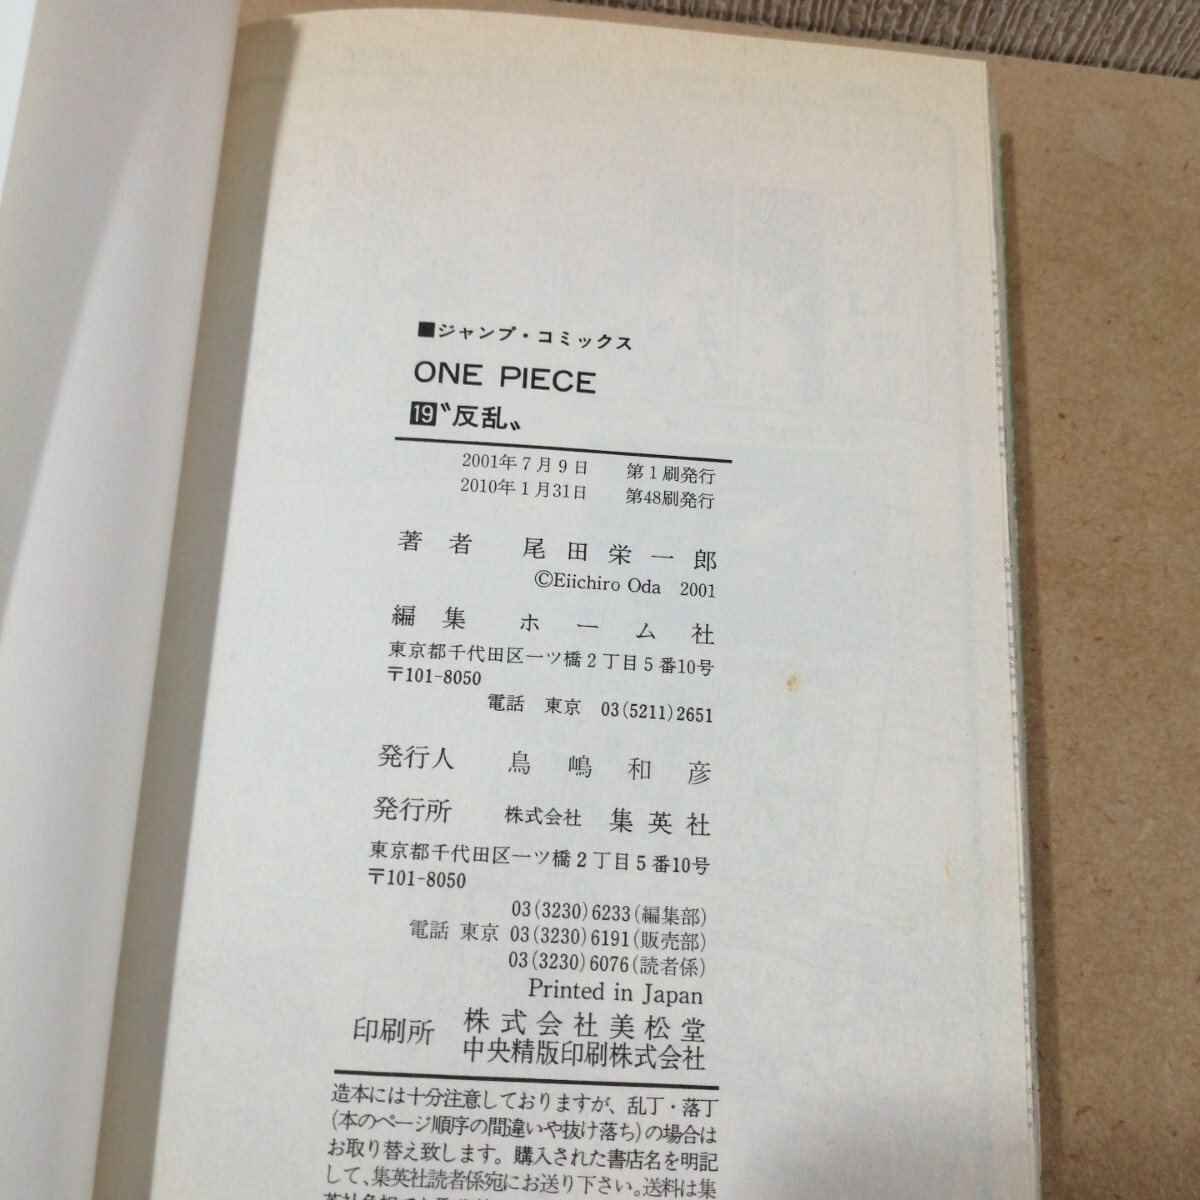 ■ジャンプ・コミックス
ONE PIECE
19〝反乱〟
2001年7月9日 第1刷発行
2010年1月31日 第48刷発行
著者 尾田栄一郎
©Eiichiro Oda 2001
編集 ホーム社
東京都千代田区一ツ橋2丁目5番10号
〒101-8050
電話 東京 03(5211)2651
発行人 鳥嶋和彦
発行所 株式会社 集英社
東京都千代田区一ツ橋2丁目5番10号
〒101-8050
03(3230)6233(編集部)
電話 東京 03(3230)6191(販売部)
03(3230)6076(読者係)
Printed in Japan
印刷所 株式会社美松堂
中央精版印刷株式会社
造本には十分注意しておりますが、乱丁・落丁
(本のページ順序の間違いや抜け落ち)の場合は
お取り替え致します。購入された書店名を明記
して、集英社読者係宛にお送り下さい。送料は集